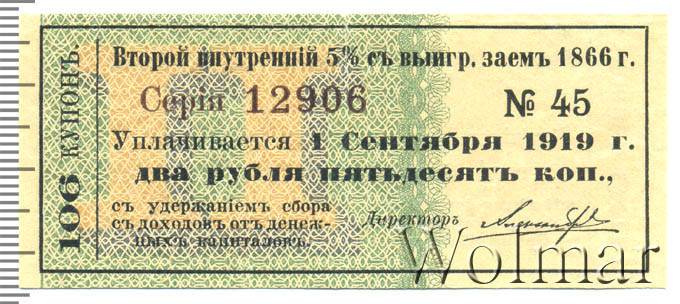 106 КУПОНЪ.
Второй внутренній 5% съ выигр. заемъ 1866 г.
Серія 12906 № 45
Уплачивается 1 Сентября 1919 г.
два рубля пятьдесятъ коп.,
съ удержаніемъ сбора
съ доходовъ отъ денеж-
ныхъ капиталовъ.
Директоръ
Wolmar